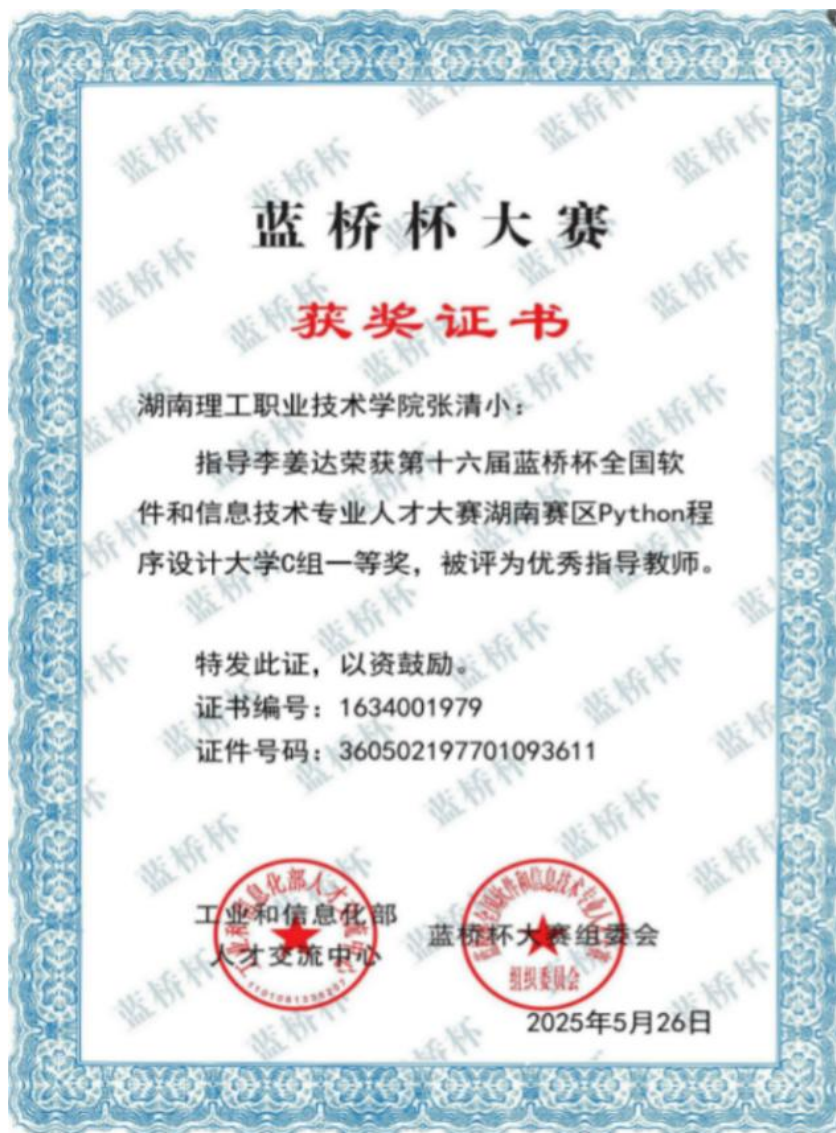 蓝桥杯大赛
获奖证书
湖南理工职业技术学院张清小：
指导李姜达荣获第十六届蓝桥杯全国软
件和信息技术专业人才大赛湖南赛区Python程
序设计大学C组一等奖，被评为优秀指导教师。
特发此证，以资鼓励。
证书编号：1634001979
证件号码：360502197701093611
工业和信息化部
人才交流中心
蓝桥杯大赛组委会
组织委员会
2025年5月26日